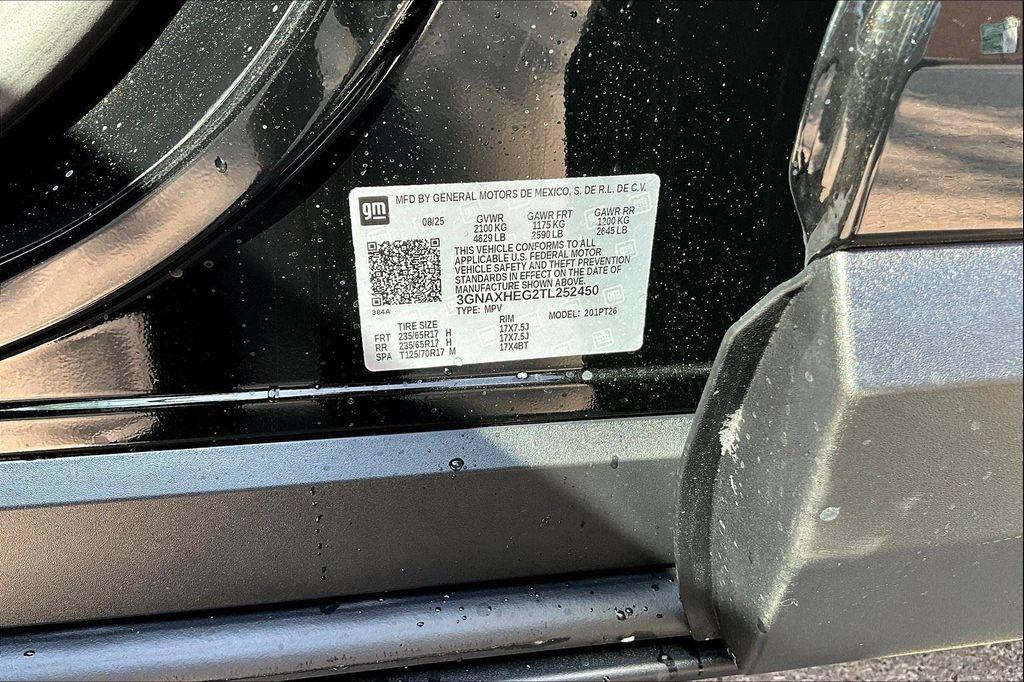 gm
MFD BY GENERAL MOTORS DE MEXICO, S. DE R.L. DE C.V.
08/25 GVWR GAWR FRT GAWR RR
2100 KG 1175 KG 1200 KG
4629 LB 2590 LB 2645 LB
THIS VEHICLE CONFORMS TO ALL
APPLICABLE U.S. FEDERAL MOTOR
VEHICLE SAFETY AND THEFT PREVENTION
STANDARDS IN EFFECT ON THE DATE OF
MANUFACTURE SHOWN ABOVE.
3GNAXHEG2TL252450
384A
TYPE: MPV MODEL: 201PT26
TIRE SIZE RIM
FRT 235/65R17 H 17X7.5J
RR 235/65R17 H 17X7.5J
SPA T125/70R17 M 17X4BT